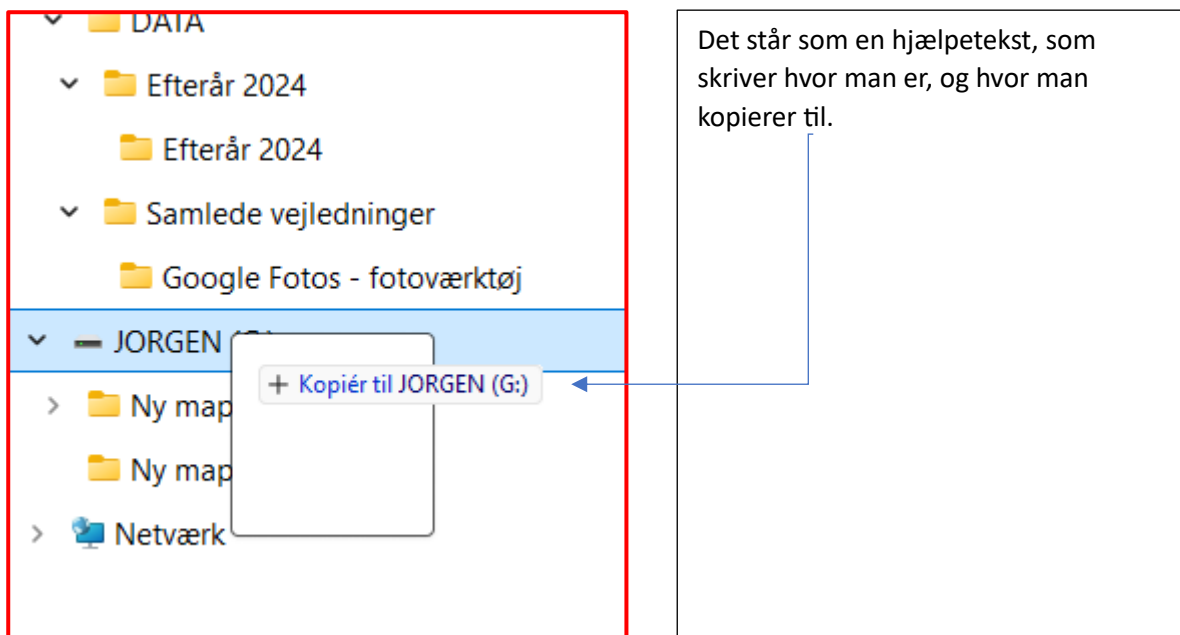 DATA
Efterår 2024
Efterår 2024
Samlede vejledninger
Google Fotos - fotoværktøj
JORGEN
+ Kopiér til JORGEN (G:)
Ny map
Ny map
Netværk
Det står som en hjælpetekst, som
skriver hvor man er, og hvor man
kopierer til.